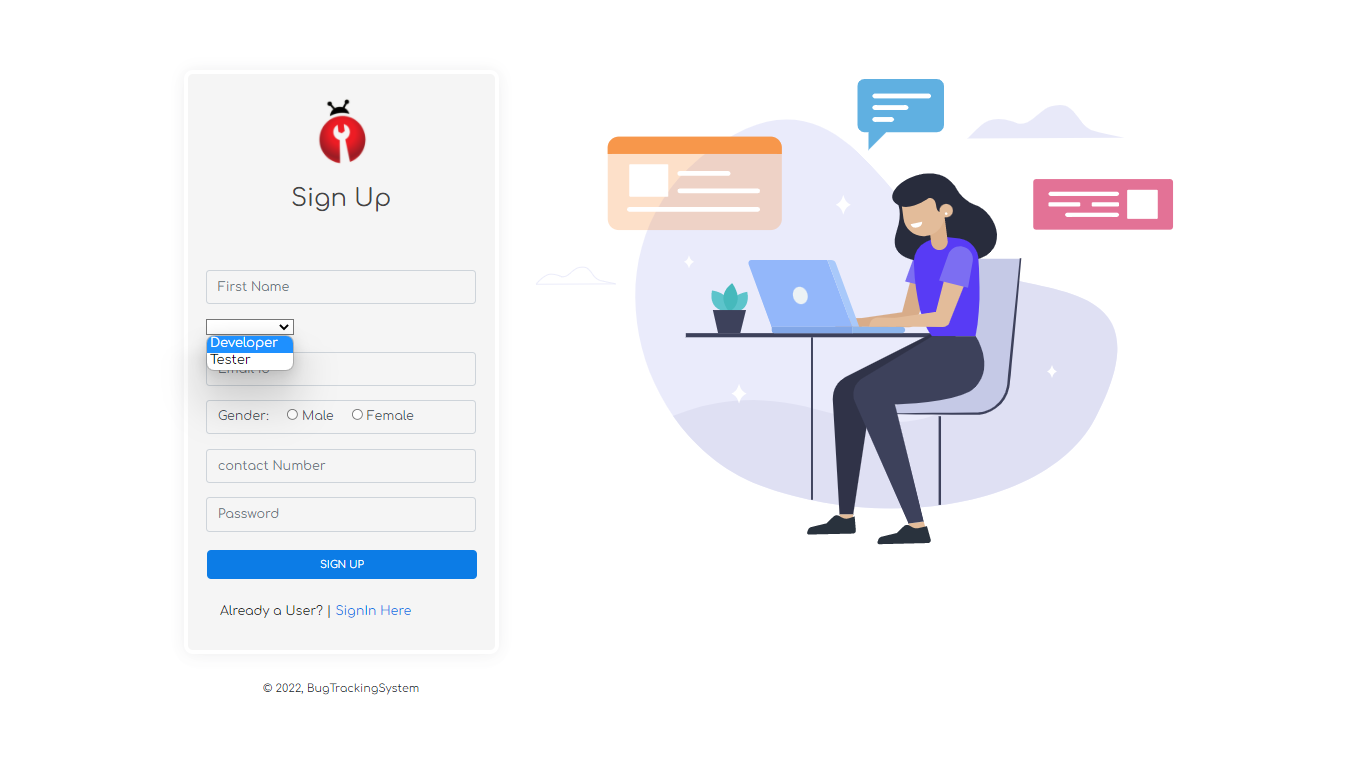 Sign Up
First Name
Developer
Tester
Gender: Male Female
contact Number
Password
SIGN UP
Already a User? | SignIn Here
© 2022, BugTrackingSystem